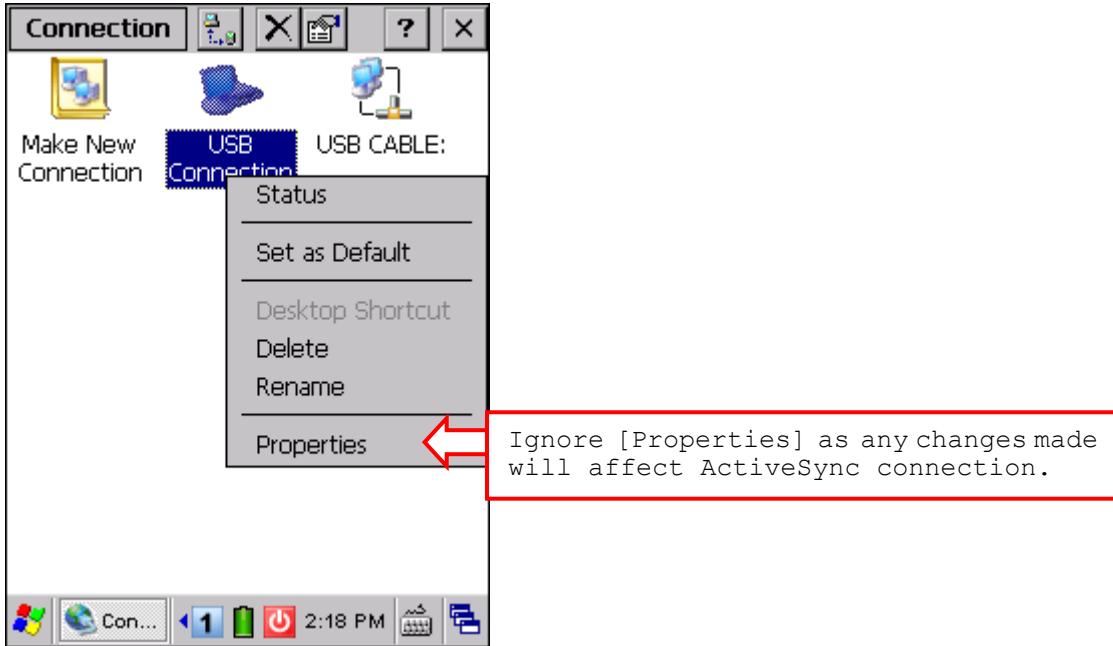 Connection ? ×
Make New
Connection
USB
Connection
USB CABLE:
Status
Set as Default
Desktop Shortcut
Delete
Rename
Properties
Ignore [Properties] as any changes made
will affect ActiveSync connection.
Con... 1 2:18 PM